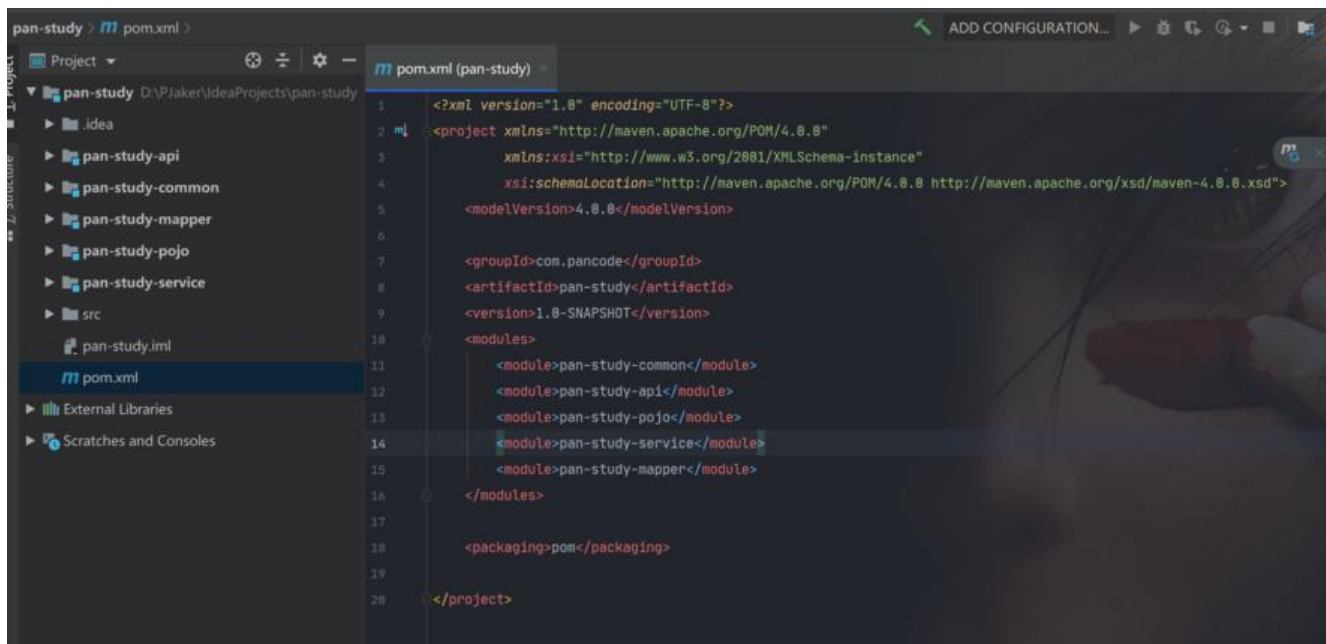 pan-study > m pom.xml >
ADD CONFIGURATION...
Project
pan-study D:\PJaker\IdeaProjects\pan-study
.idea
pan-study-api
pan-study-common
pan-study-mapper
pan-study-pojo
pan-study-service
src
pan-study.iml
m pom.xml
External Libraries
Scratches and Consoles
1: Project
Z: Structure
m pom.xml (pan-study)
1 <?xml version="1.0" encoding="UTF-8"?>
2 <project xmlns="http://maven.apache.org/POM/4.0.0"
3 xmlns:xsi="http://www.w3.org/2001/XMLSchema-instance"
4 xsi:schemaLocation="http://maven.apache.org/POM/4.0.0 http://maven.apache.org/xsd/maven-4.0.0.xsd">
5 <modelVersion>4.0.0</modelVersion>
6
7 <groupId>com.pancode</groupId>
8 <artifactId>pan-study</artifactId>
9 <version>1.0-SNAPSHOT</version>
10 <modules>
11 <module>pan-study-common</module>
12 <module>pan-study-api</module>
13 <module>pan-study-pojo</module>
14 <module>pan-study-service</module>
15 <module>pan-study-mapper</module>
16 </modules>
17
18 <packaging>pom</packaging>
19
20 </project>